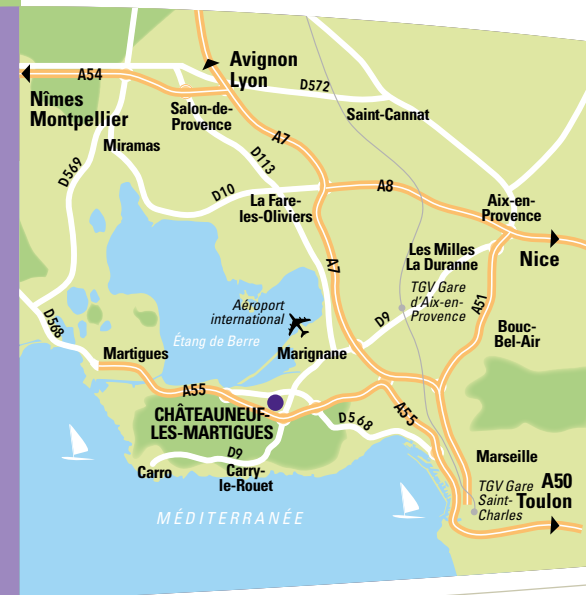 Avignon
Lyon
A54
D572
Nîmes
Montpellier
Salon-de-
Provence
Saint-Cannat
A7
Miramas
D113
D569
D10
A8
La Fare-
les-Oliviers
Aix-en-
Provence
A7
Les Milles
La Duranne
Nice
TGV Gare
d'Aix-en-
Provence
Aéroport
international
A51
D9
D568
Bouc-
Bel-Air
Étang de Berre
Martigues
Marignane
A55
CHÂTEAUNEUF-
LES-MARTIGUES
D568
A55
D9
Marseille
Carro
Carry-
le-Rouet
TGV Gare
Saint-
Charles
A50
Toulon
MÉDITERRANÉE